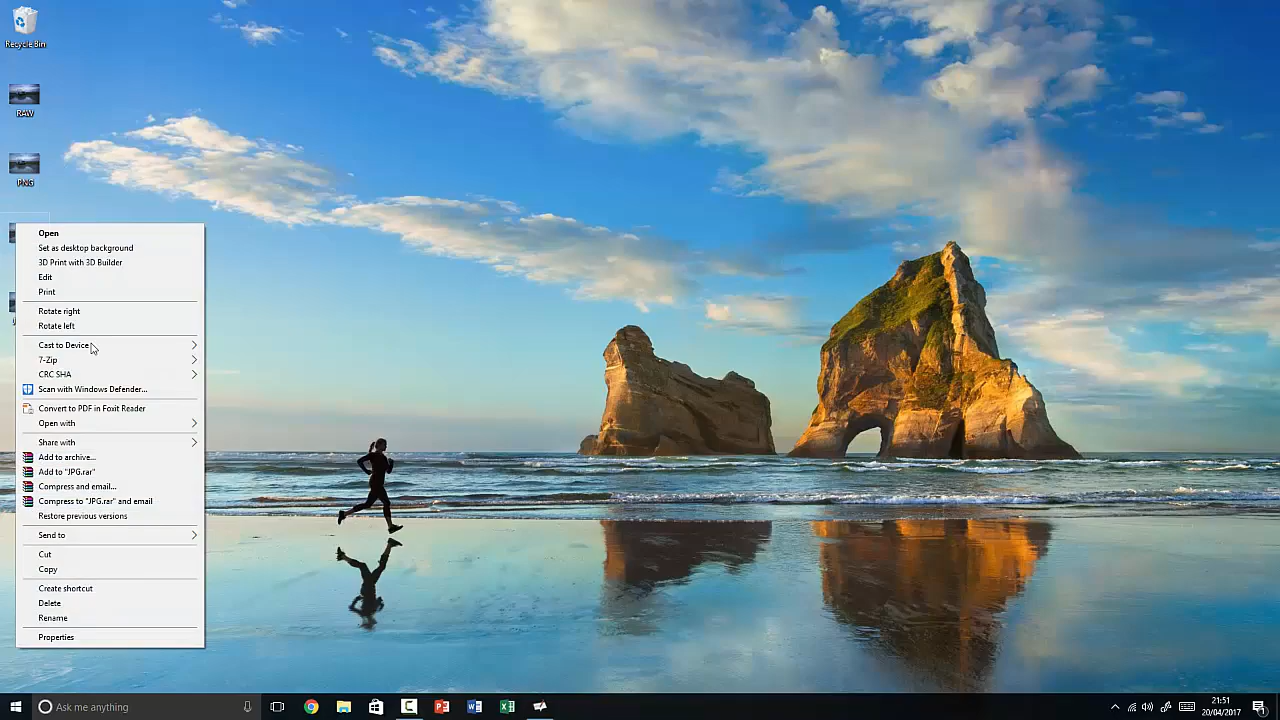 Recycle Bin
RAW
PNG
Open
Set as desktop background
3D Print with 3D Builder
Edit
Print
Rotate right
Rotate left
Cast to Device
7-Zip
CRC SHA
Scan with Windows Defender...
Convert to PDF in Foxit Reader
Open with
Share with
Add to archive...
Add to "JPG.rar"
Compress and email...
Compress to "JPG.rar" and email
Restore previous versions
Send to
Cut
Copy
Create shortcut
Delete
Rename
Properties
Ask me anything
21:51
20/04/2017